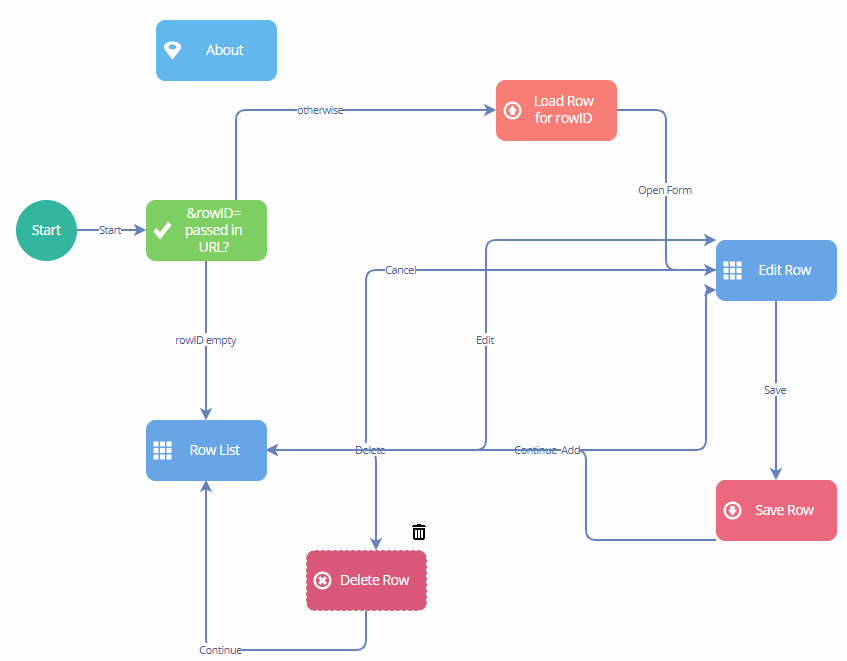 About
otherwise
Load Row
for rowID
Open Form
Start
Start
&rowID=
passed in
URL?
Cancel
Edit Row
rowID empty
Edit
Save
Row List
Delete
Continue
Add
Save Row
Delete Row
Continue